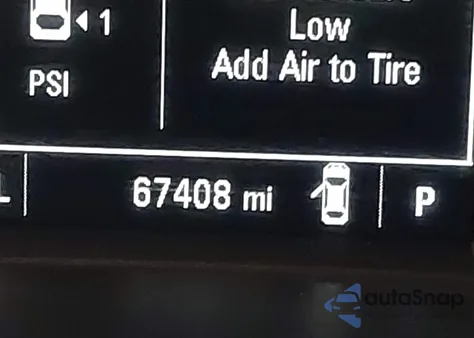 1
PSI
Low
Add Air to Tire
67408 mi
P
autoSnap